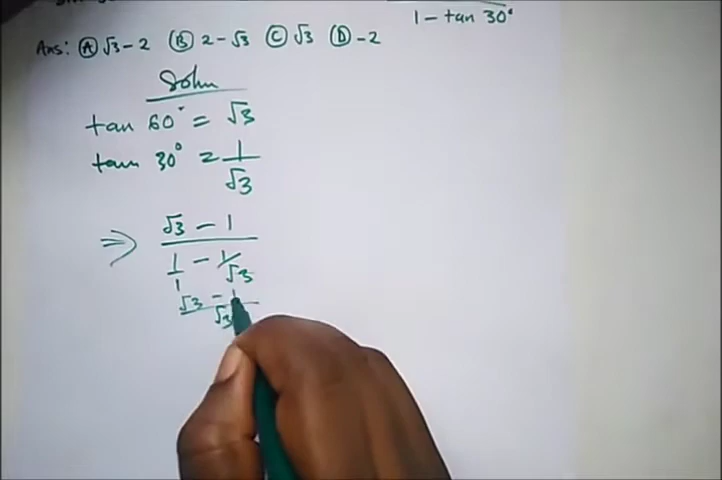 1 - tan 30°
Ans: Ⓐ √3 - 2 Ⓑ 2 - √3 Ⓒ √3 Ⓓ -2
Soln
tan 60° = √3
tan 30° = 1/√3
⇒ √3 - 1
1/1 - 1/√3
√3 - 1
√3